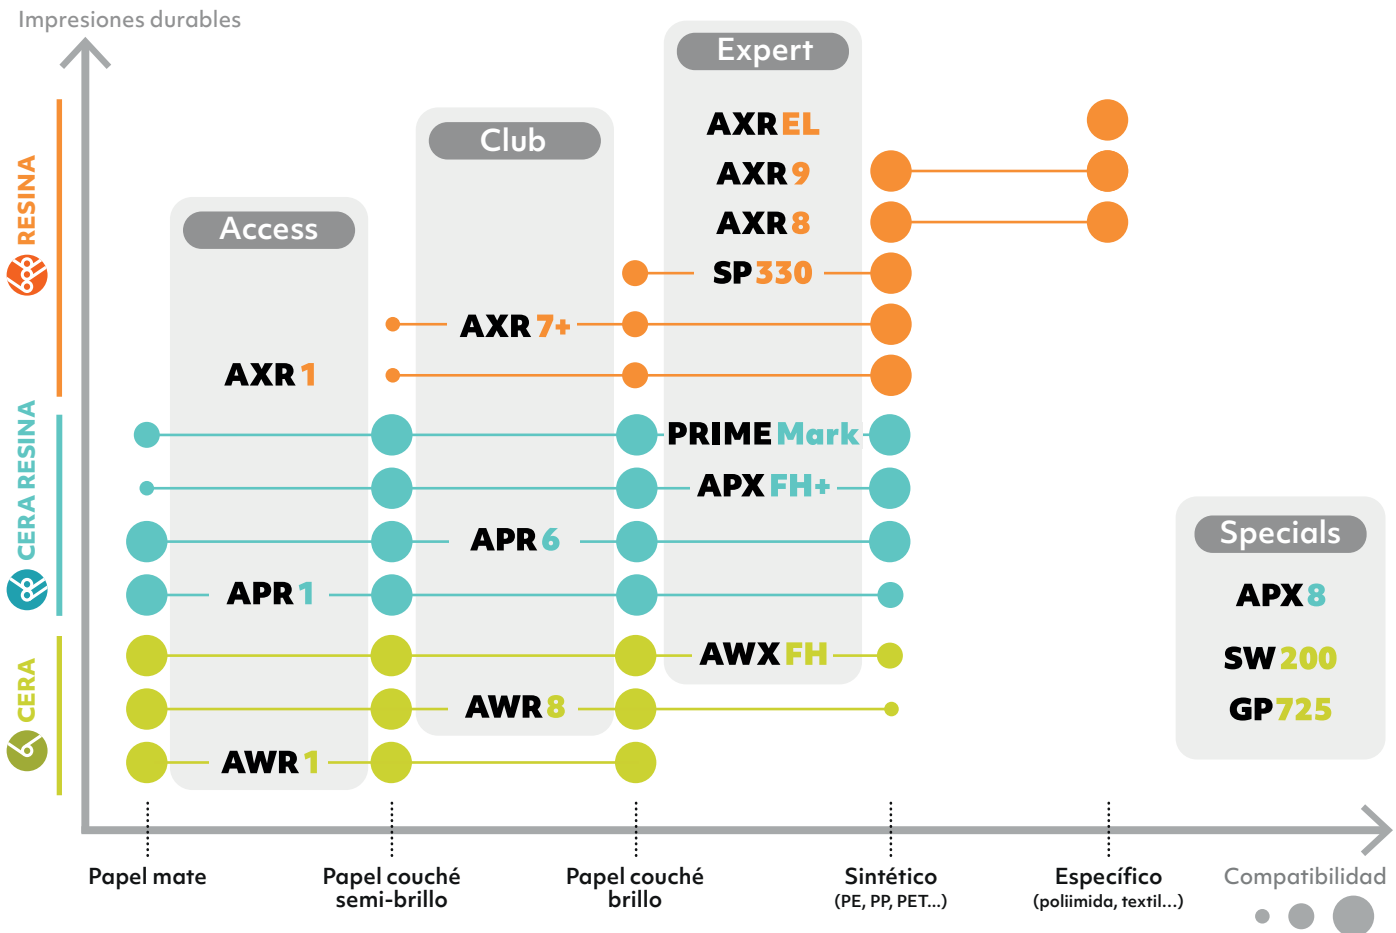 Impresiones durables
RESINA
CERA RESINA
CERA
Access
AXR 1
APR 1
AWR 1
Club
AXR 7+
APR 6
AWR 8
Expert
AXR EL
AXR 9
AXR 8
SP 330
PRIME Mark
APX FH+
AWX FH
Specials
APX 8
SW 200
GP 725
Papel mate
Papel couché
semi-brillo
Papel couché
brillo
Sintético
(PE, PP, PET...)
Específico
(poliimida, textil...)
Compatibilidad